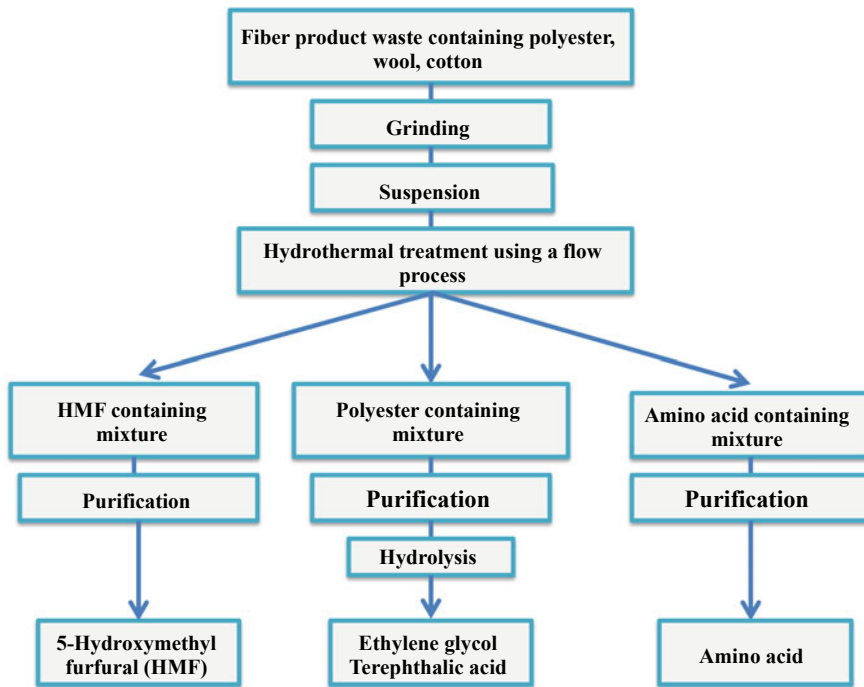 Fiber product waste containing polyester,
wool, cotton
Grinding
Suspension
Hydrothermal treatment using a flow
process
HMF containing
mixture
Polyester containing
mixture
Amino acid containing
mixture
Purification
Purification
Purification
Hydrolysis
5-Hydroxymethyl
furfural (HMF)
Ethylene glycol
Terephthalic acid
Amino acid